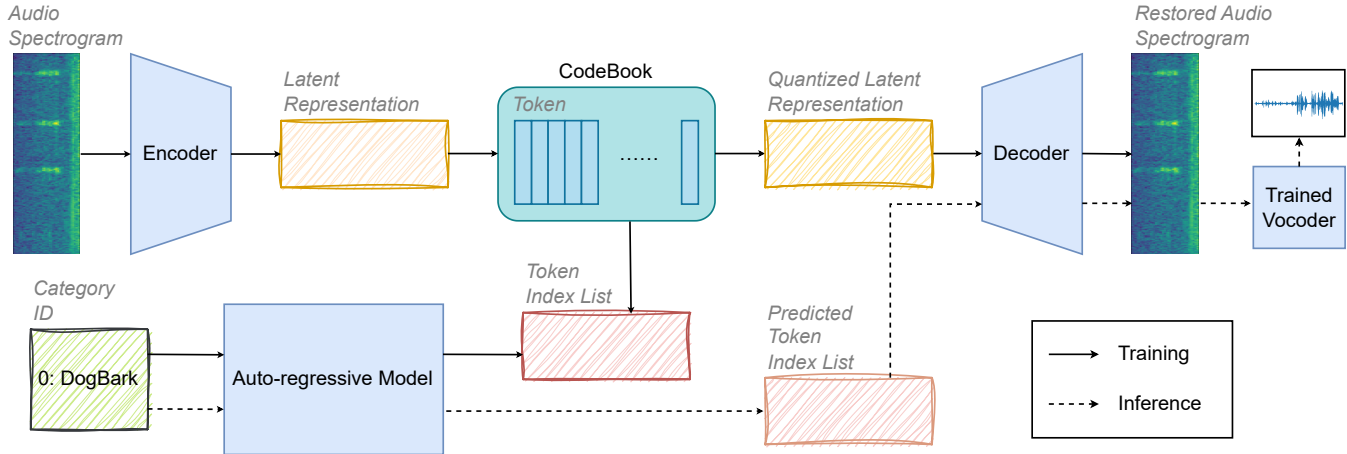 Audio
Spectrogram
Encoder
Latent
Representation
CodeBook
Token
......
Quantized Latent
Representation
Decoder
Restored Audio
Spectrogram
Trained
Vocoder
Category
ID
0: DogBark
Auto-regressive Model
Token
Index List
Predicted
Token
Index List
Training
Inference